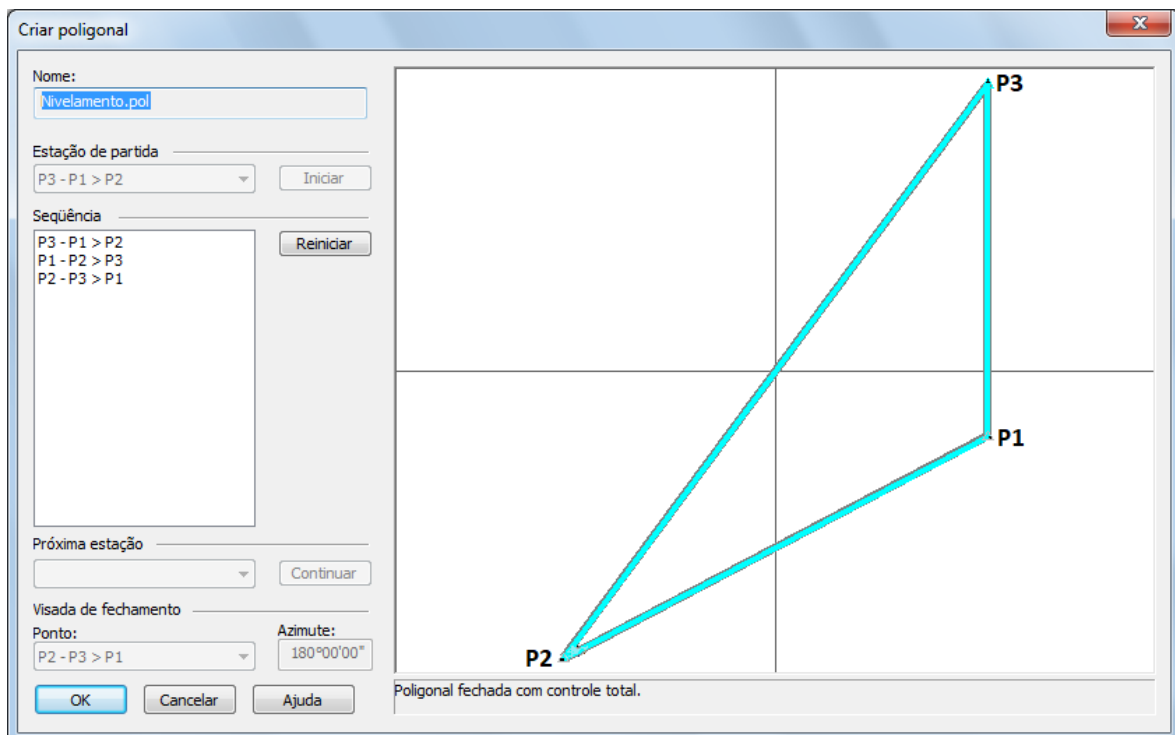 Criar poligonal
Nome:
Nivelamento.pol
Estação de partida
P3 - P1 > P2
Iniciar
Seqüência
P3 - P1 > P2
P1 - P2 > P3
P2 - P3 > P1
Reiniciar
Próxima estação
Continuar
Visada de fechamento
Ponto:
Azimute:
P2 - P3 > P1
180°00'00"
OK
Cancelar
Ajuda
P3
P1
P2
Poligonal fechada com controle total.